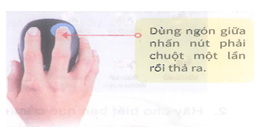 Dùng ngón giữa
nhấn nút phải
chuột một lần
rồi thả ra.